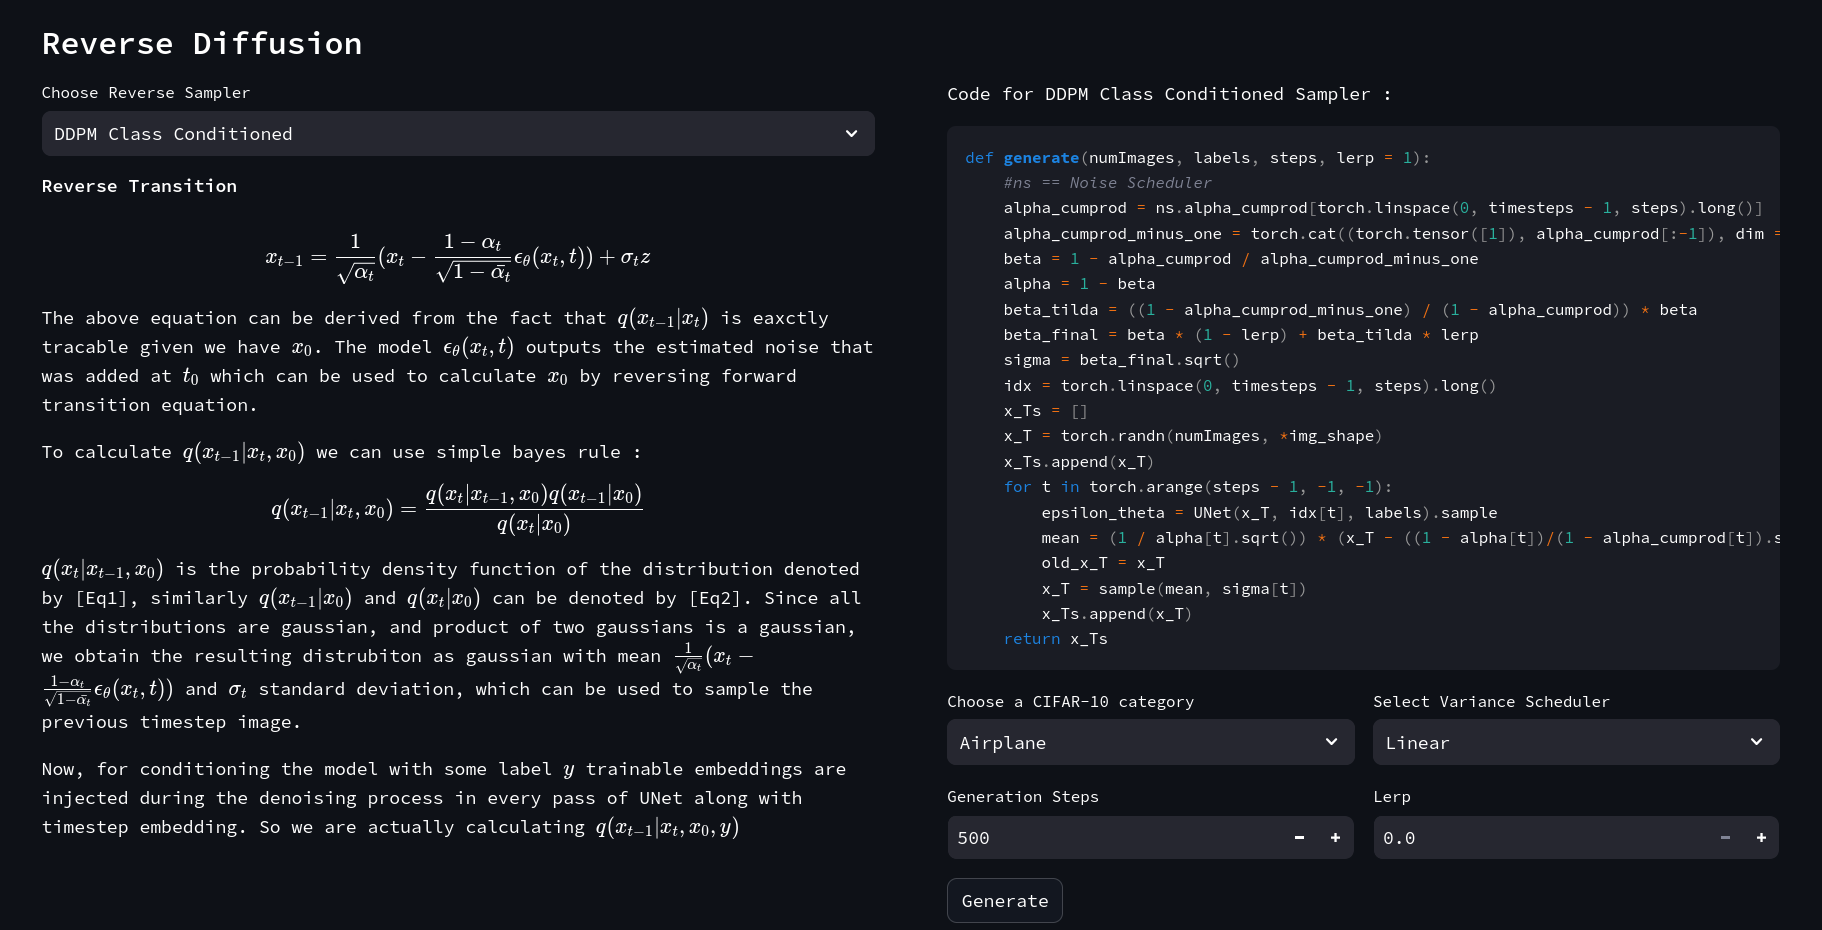 Reverse Diffusion
Choose Reverse Sampler
DDPM Class Conditioned
Reverse Transition
x_{t−1} = \frac{1}{\sqrt{α_t}}(x_t − \frac{1 − α_t}{\sqrt{1 − \bar{α}_t}} ϵ_θ(x_t, t)) + σ_t z
The above equation can be derived from the fact that q(x_{t−1}|x_t) is eaxctly
tracable given we have x_0. The model ϵ_θ(x_t, t) outputs the estimated noise that
was added at t_0 which can be used to calculate x_0 by reversing forward
transition equation.
To calculate q(x_{t−1}|x_t, x_0) we can use simple bayes rule :
q(x_{t−1}|x_t, x_0) = \frac{q(x_t|x_{t−1}, x_0)q(x_{t−1}|x_0)}{q(x_t|x_0)}
q(x_t|x_{t−1}, x_0) is the probability density function of the distribution denoted
by [Eq1], similarly q(x_{t−1}|x_0) and q(x_t|x_0) can be denoted by [Eq2]. Since all
the distributions are gaussian, and product of two gaussians is a gaussian,
we obtain the resulting distrubiton as gaussian with mean \frac{1}{\sqrt{α_t}}(x_t −
\frac{1−α_t}{\sqrt{1−\bar{α}_t}} ϵ_θ(x_t, t)) and σ_t standard deviation, which can be used to sample the
previous timestep image.
Now, for conditioning the model with some label y trainable embeddings are
injected during the denoising process in every pass of UNet along with
timestep embedding. So we are actually calculating q(x_{t−1}|x_t, x_0, y)
Code for DDPM Class Conditioned Sampler :
def generate(numImages, labels, steps, lerp = 1):
    #ns == Noise Scheduler
    alpha_cumprod = ns.alpha_cumprod[torch.linspace(0, timesteps - 1, steps).long()]
    alpha_cumprod_minus_one = torch.cat((torch.tensor([1]), alpha_cumprod[:-1]), dim =
    beta = 1 - alpha_cumprod / alpha_cumprod_minus_one
    alpha = 1 - beta
    beta_tilda = ((1 - alpha_cumprod_minus_one) / (1 - alpha_cumprod)) * beta
    beta_final = beta * (1 - lerp) + beta_tilda * lerp
    sigma = beta_final.sqrt()
    idx = torch.linspace(0, timesteps - 1, steps).long()
    x_Ts = []
    x_T = torch.randn(numImages, *img_shape)
    x_Ts.append(x_T)
    for t in torch.arange(steps - 1, -1, -1):
        epsilon_theta = UNet(x_T, idx[t], labels).sample
        mean = (1 / alpha[t].sqrt()) * (x_T - ((1 - alpha[t])/(1 - alpha_cumprod[t]).s
        old_x_T = x_T
        x_T = sample(mean, sigma[t])
        x_Ts.append(x_T)
    return x_Ts
Choose a CIFAR-10 category
Select Variance Scheduler
Airplane
Linear
Generation Steps
Lerp
500 − +
0.0 − +
Generate